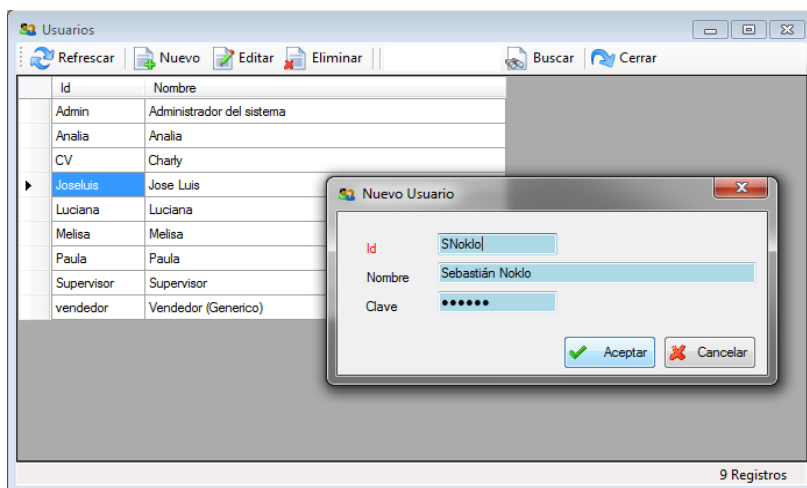 Usuarios
Refrescar Nuevo Editar Eliminar Buscar Cerrar
Id Nombre
Admin Administrador del sistema
Analia Analia
CV Charly
Joseluis Jose Luis
Luciana Luciana
Melisa Melisa
Paula Paula
Supervisor Supervisor
vendedor Vendedor (Generico)
Nuevo Usuario
Id SNoklo
Nombre Sebastián Noklo
Clave ●●●●●●
Aceptar Cancelar
9 Registros